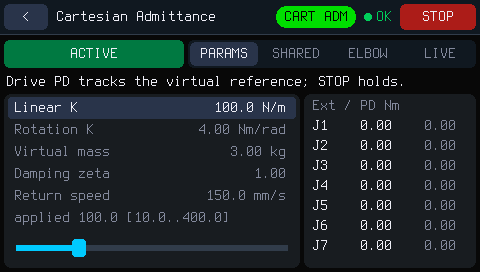 < Cartesian Admittance CART ADM OK STOP
ACTIVE PARAMS SHARED ELBOW LIVE
Drive PD tracks the virtual reference; STOP holds.
Linear K 100.0 N/m
Rotation K 4.00 Nm/rad
Virtual mass 3.00 kg
Damping zeta 1.00
Return speed 150.0 mm/s
applied 100.0 [10.0..400.0]
Ext / PD Nm
J1 0.00 0.00
J2 0.00 0.00
J3 0.00 0.00
J4 0.00 0.00
J5 0.00 0.00
J6 0.00 0.00
J7 0.00 0.00